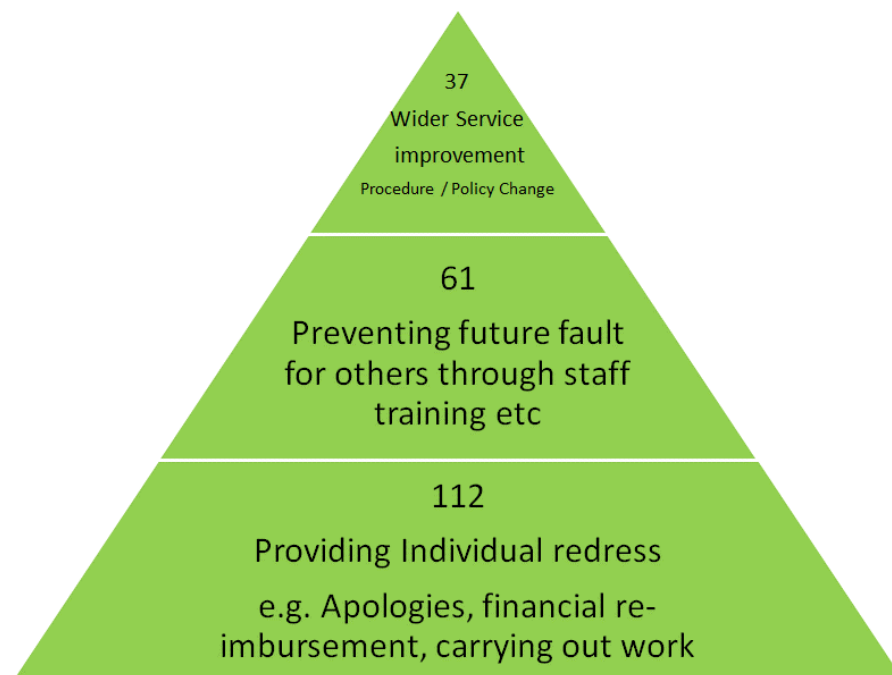 37
Wider Service
improvement
Procedure / Policy Change
61
Preventing future fault
for others through staff
training etc
112
Providing Individual redress
e.g. Apologies, financial re-
imbursement, carrying out work